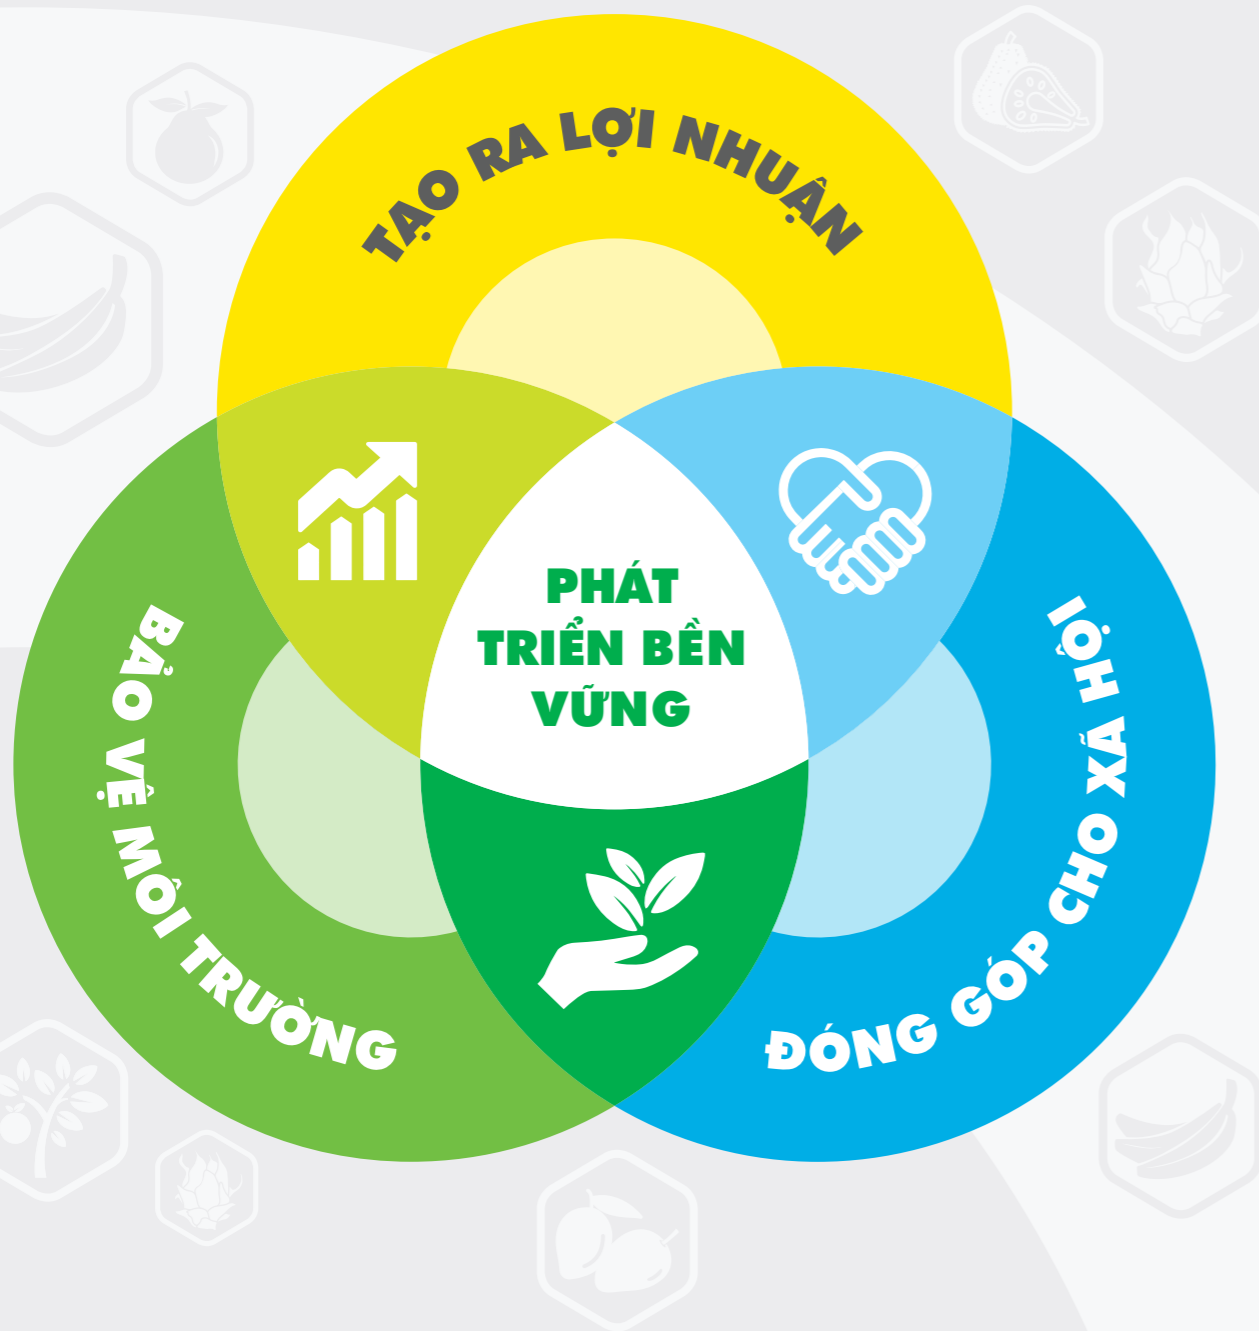 TẠO RA LỢI NHUẬN
PHÁT
TRIỂN BỀN
VỮNG
BẢO VỆ MÔI TRƯỜNG
ĐÓNG GÓP CHO XÃ HỘI